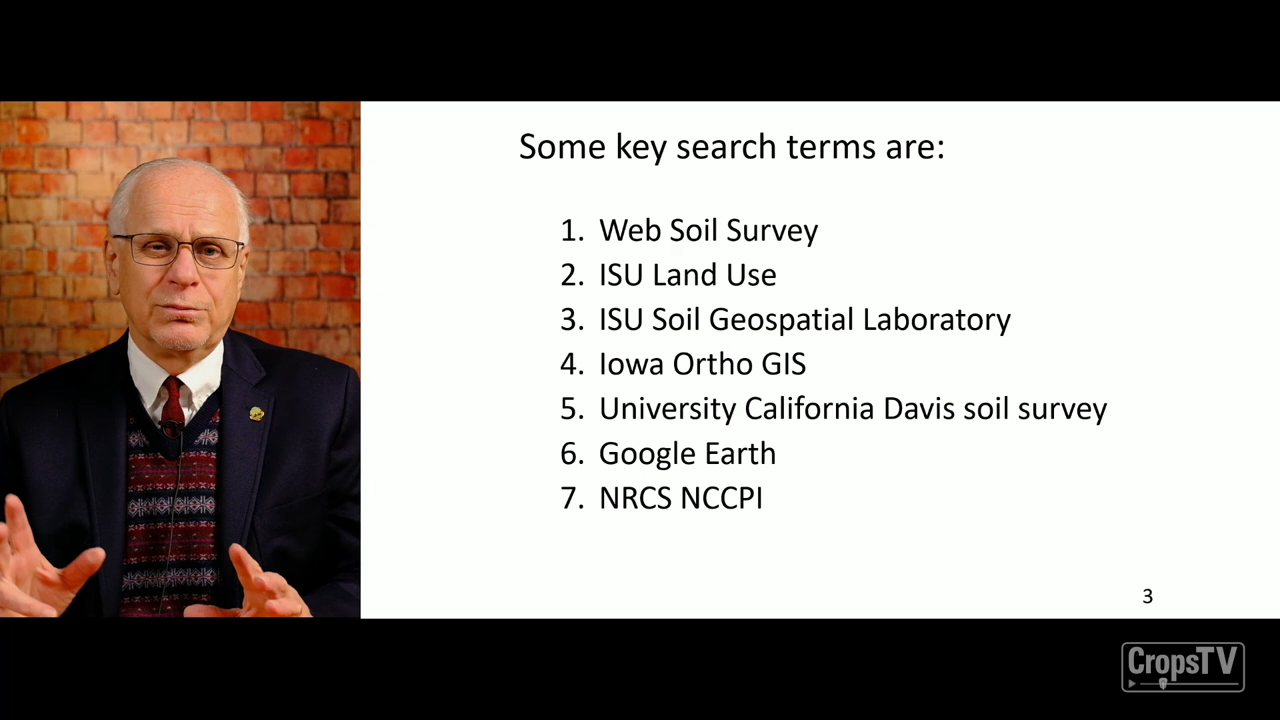 Some key search terms are:
1. Web Soil Survey
2. ISU Land Use
3. ISU Soil Geospatial Laboratory
4. Iowa Ortho GIS
5. University California Davis soil survey
6. Google Earth
7. NRCS NCCPI
3
CropsTV